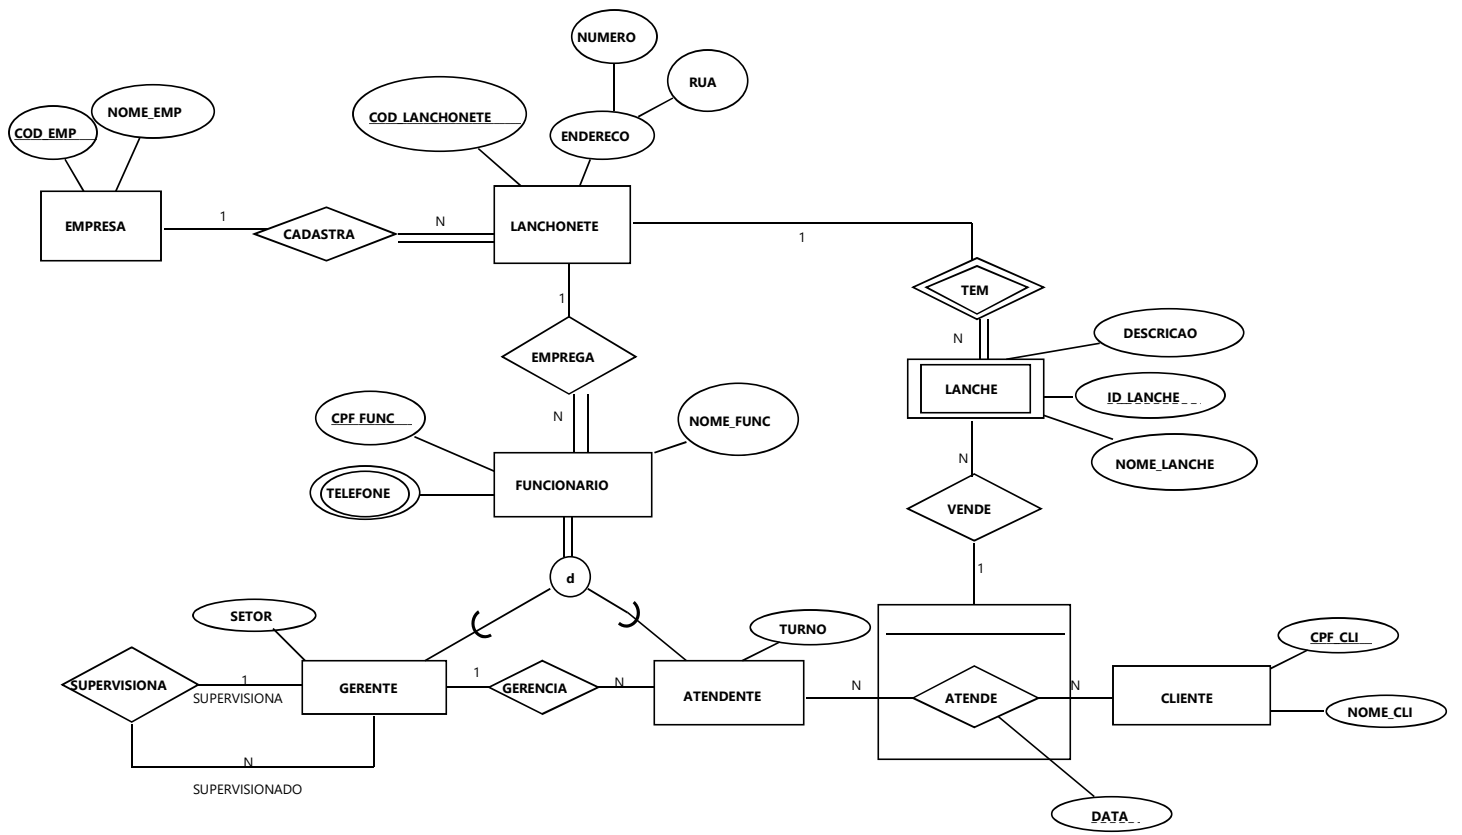 NUMERO
RUA
NOME_EMP
COD_LANCHONETE
COD_EMP
ENDERECO
1
N
EMPRESA
CADASTRA
LANCHONETE
1
TEM
1
N
DESCRICAO
EMPREGA
LANCHE
ID_LANCHE
N
CPF_FUNC
NOME_FUNC
N
NOME_LANCHE
TELEFONE
FUNCIONARIO
VENDE
1
d
SETOR
TURNO
CPF_CLI
SUPERVISIONA
1
SUPERVISIONA
GERENTE
1
GERENCIA
N
ATENDENTE
N
ATENDE
N
CLIENTE
NOME_CLI
N
SUPERVISIONADO
DATA